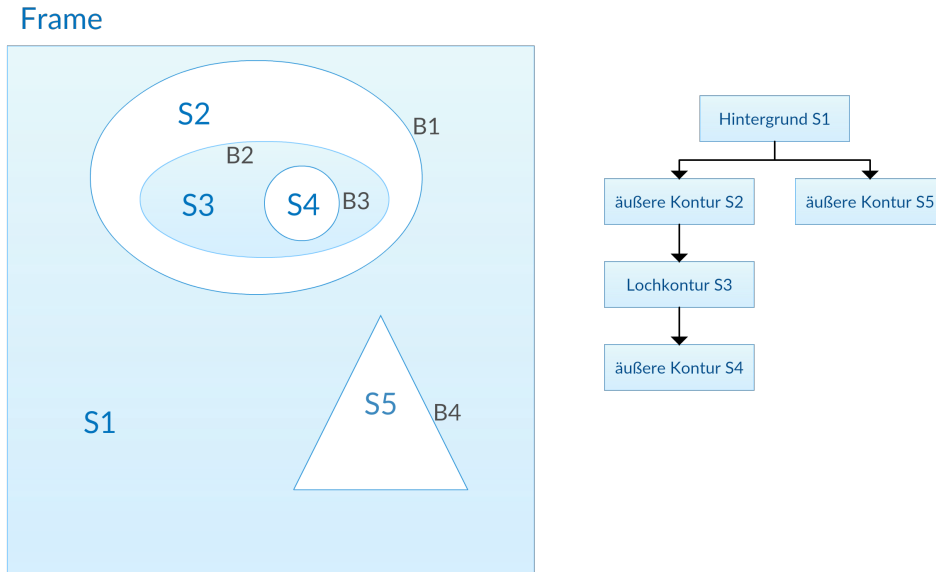 Frame
S2
B1
B2
S3
S4
B3
S5
B4
S1
Hintergrund S1
äußere Kontur S2
äußere Kontur S5
Lochkontur S3
äußere Kontur S4